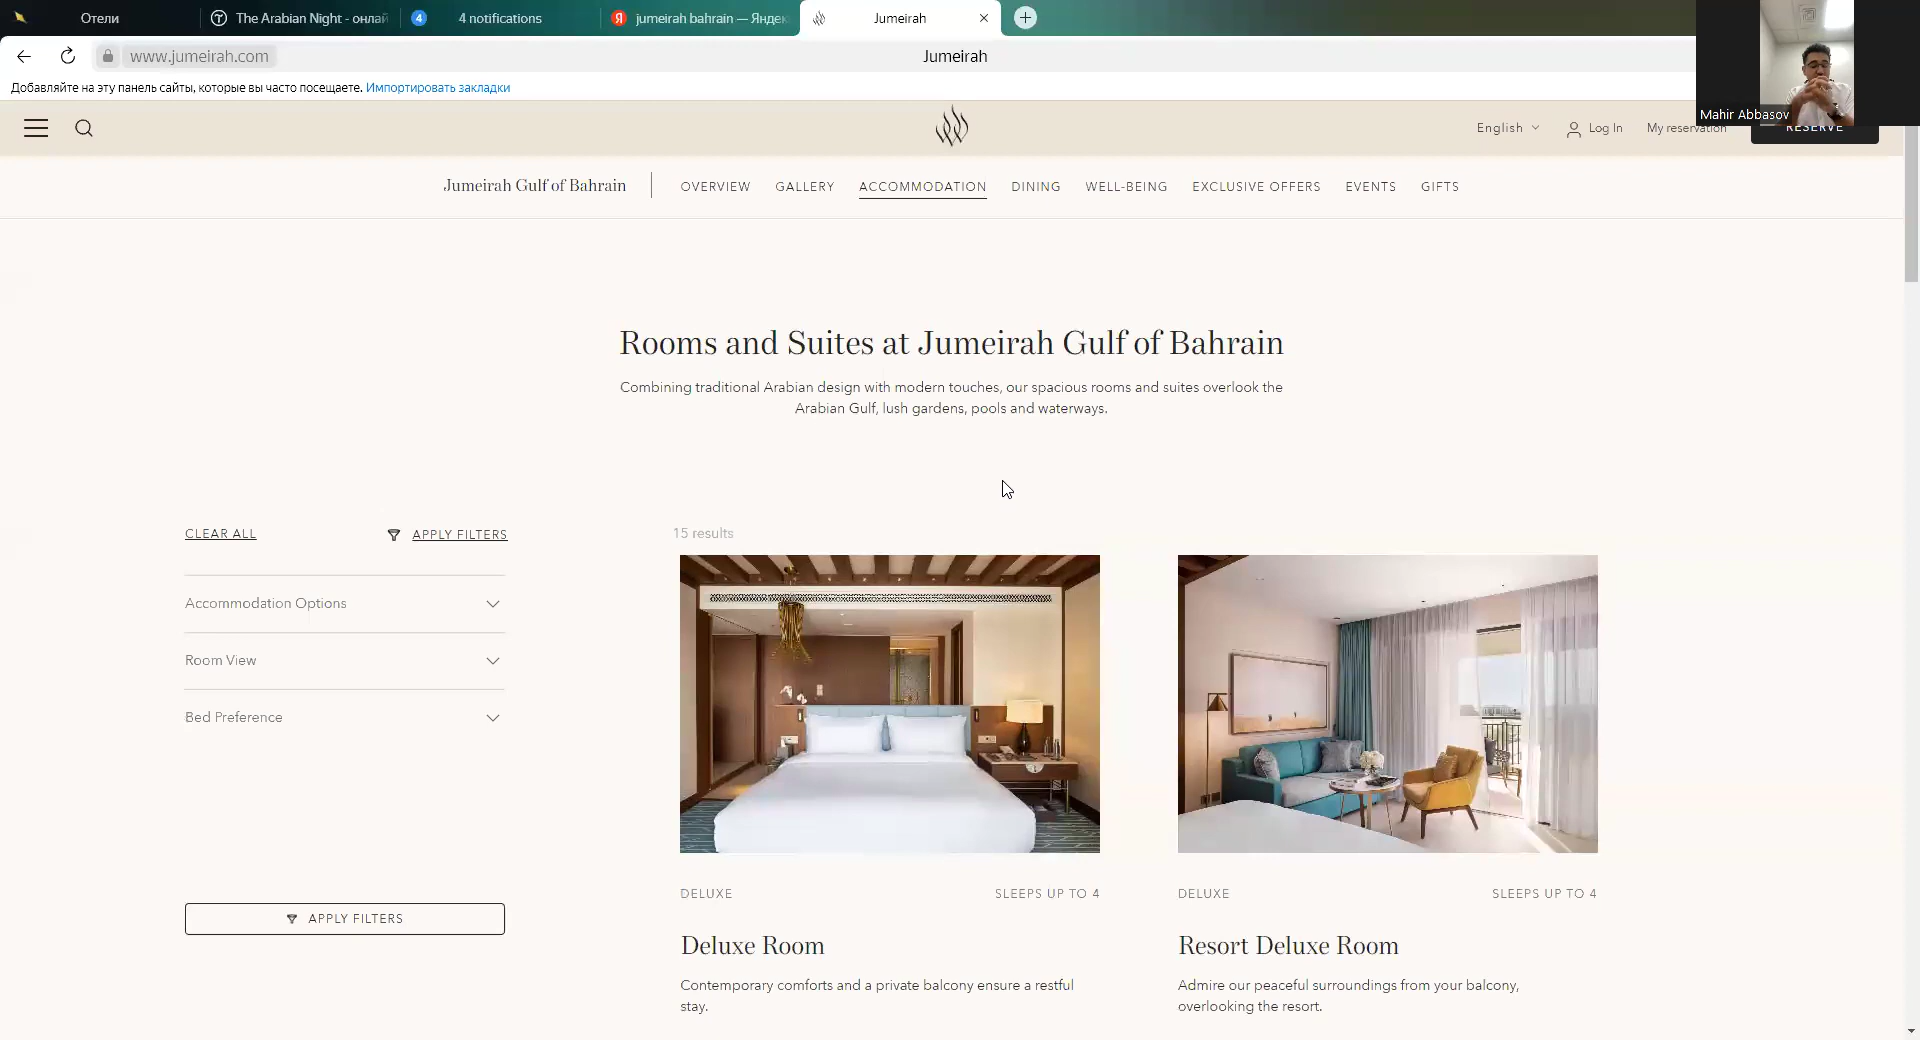 Отели
The Arabian Night - онлай
4
4 notifications
Я
jumeirah bahrain — Яндек
Jumeirah
www.jumeirah.com
Jumeirah
Добавляйте на эту панель сайты, которые вы часто посещаете. Импортировать закладки
Mahir Abbasov
English
Log In
My reservation
RESERVE
Jumeirah Gulf of Bahrain
OVERVIEW
GALLERY
ACCOMMODATION
DINING
WELL-BEING
EXCLUSIVE OFFERS
EVENTS
GIFTS
Rooms and Suites at Jumeirah Gulf of Bahrain
Combining traditional Arabian design with modern touches, our spacious rooms and suites overlook the
Arabian Gulf, lush gardens, pools and waterways.
CLEAR ALL
APPLY FILTERS
Accommodation Options
Room View
Bed Preference
APPLY FILTERS
15 results
DELUXE
SLEEPS UP TO 4
Deluxe Room
Contemporary comforts and a private balcony ensure a restful
stay.
DELUXE
SLEEPS UP TO 4
Resort Deluxe Room
Admire our peaceful surroundings from your balcony,
overlooking the resort.